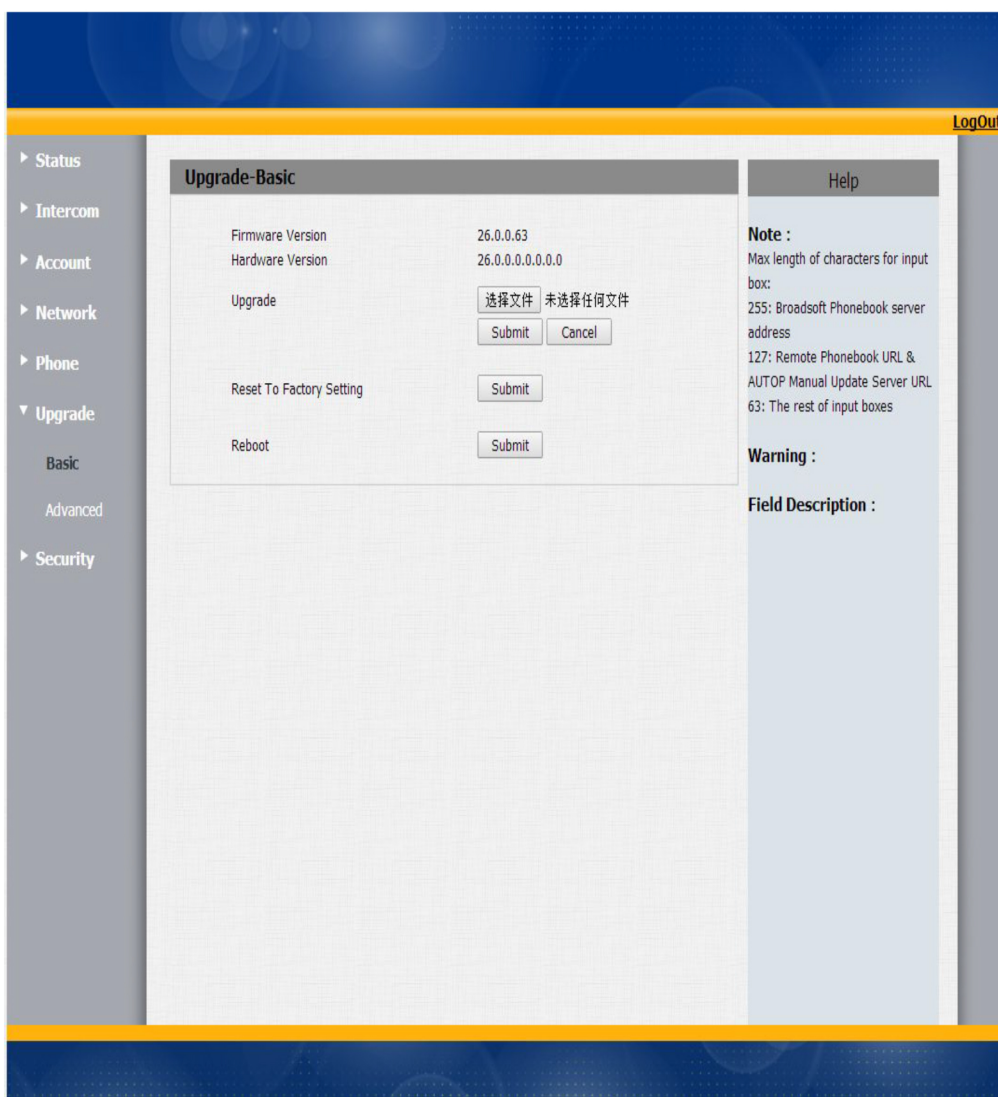 LogOut
Status
Intercom
Account
Network
Phone
Upgrade
Basic
Advanced
Security
Upgrade-Basic
Firmware Version 26.0.0.63
Hardware Version 26.0.0.0.0.0.0.0
Upgrade 选择文件 未选择任何文件
Submit Cancel
Reset To Factory Setting Submit
Reboot Submit
Help
Note :
Max length of characters for input
box:
255: Broadsoft Phonebook server
address
127: Remote Phonebook URL &
AUTOP Manual Update Server URL
63: The rest of input boxes
Warning :
Field Description :